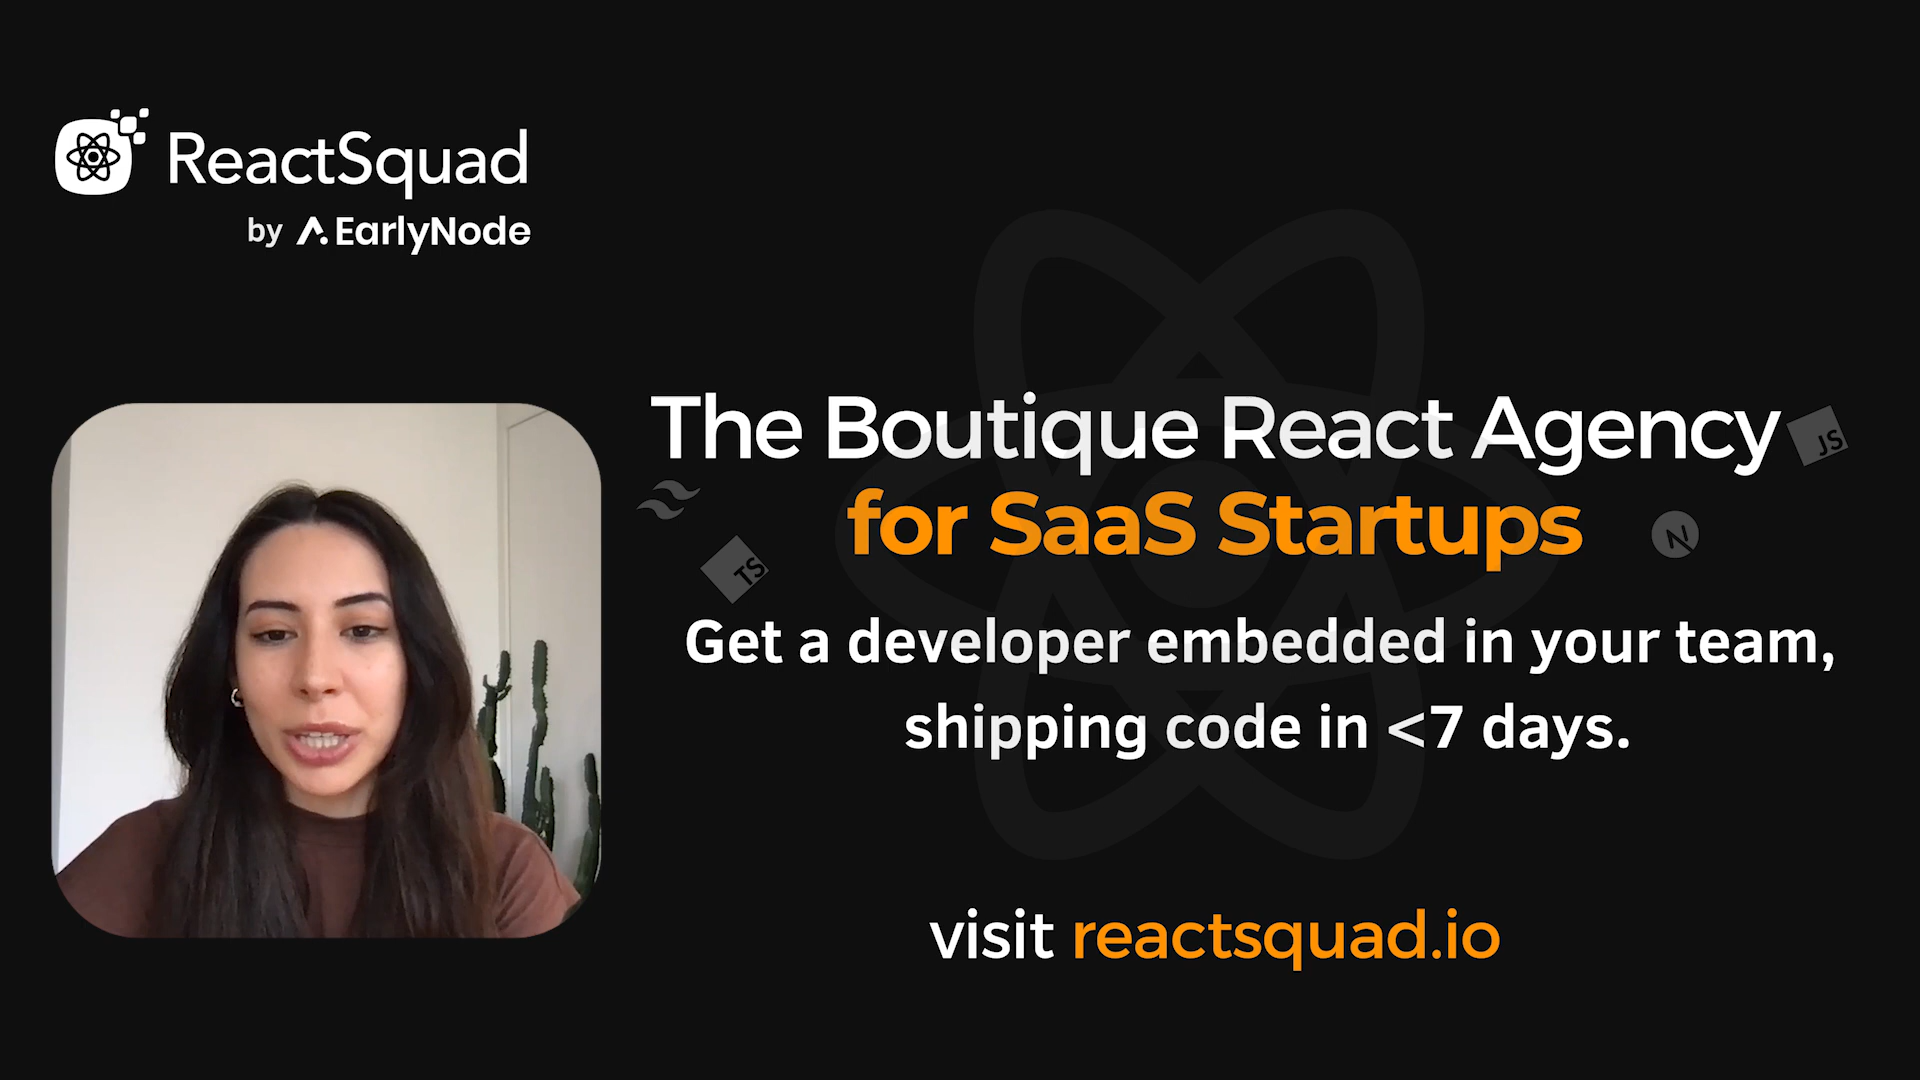 ReactSquad
by EarlyNode
The Boutique React Agency
JS
for SaaS Startups
N
TS
Get a developer embedded in your team,
shipping code in <7 days.
visit reactsquad.io